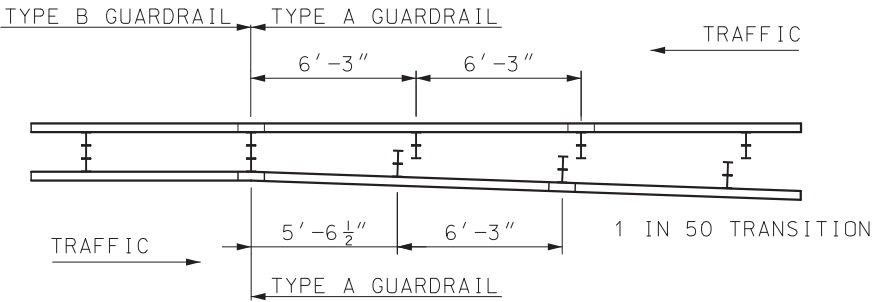 TYPE B GUARDRAIL TYPE A GUARDRAIL
TRAFFIC
6'-3" 6'-3"
5'-6 1/2" 6'-3" 1 IN 50 TRANSITION
TRAFFIC
TYPE A GUARDRAIL